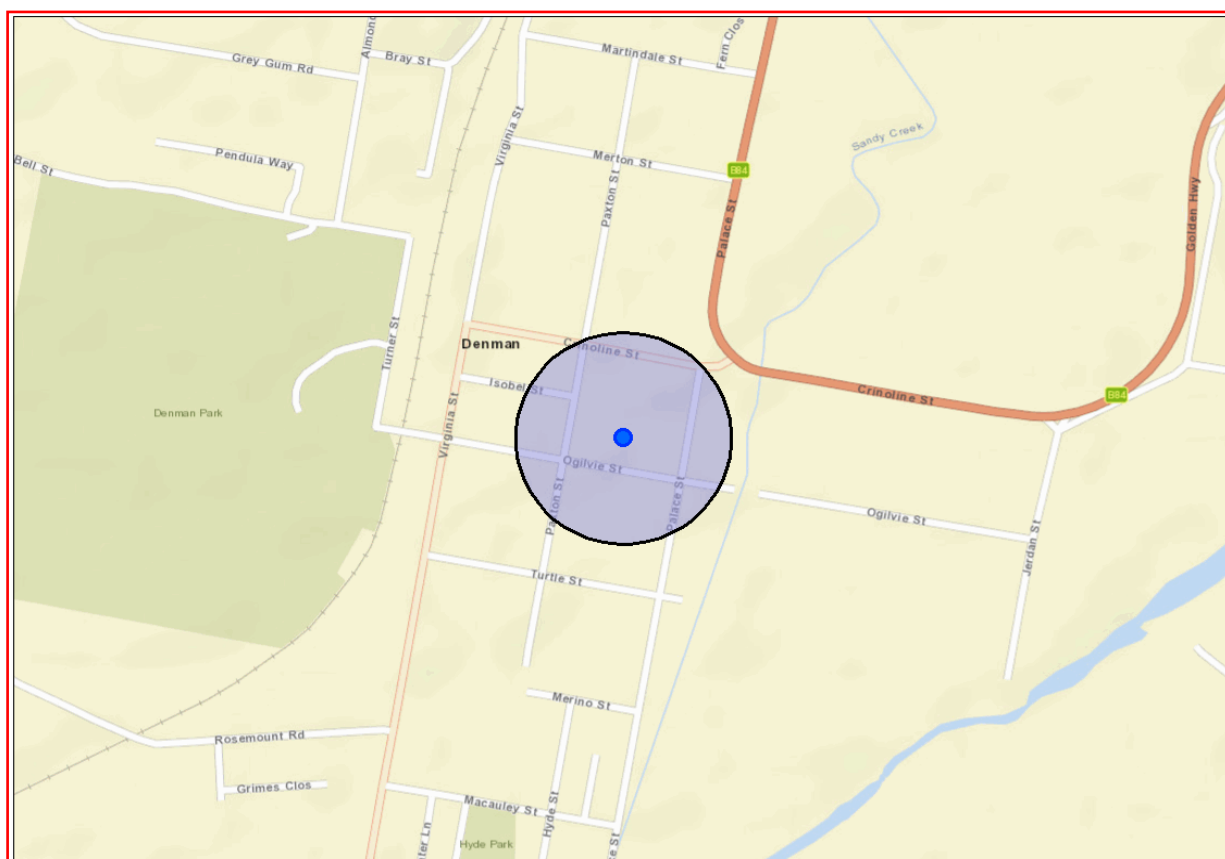 Almond
Fern Clos
Grey Gum Rd
Bray St
Martindale St
Virginia St
Sandy Creek
Bell St
Pendula Way
Merton St
B84
Paxton St
Palace St
Golden Hwy
Turner St
Denman
Crinoline St
Isobel St
Crinoline St
B84
Denman Park
Virginia St
Ogilvie St
Paxton St
Palace St
Ogilvie St
Jerdan St
Turtle St
Merino St
Rosemount Rd
Grimes Clos
Macauley St
Hyde St
Hyde Park